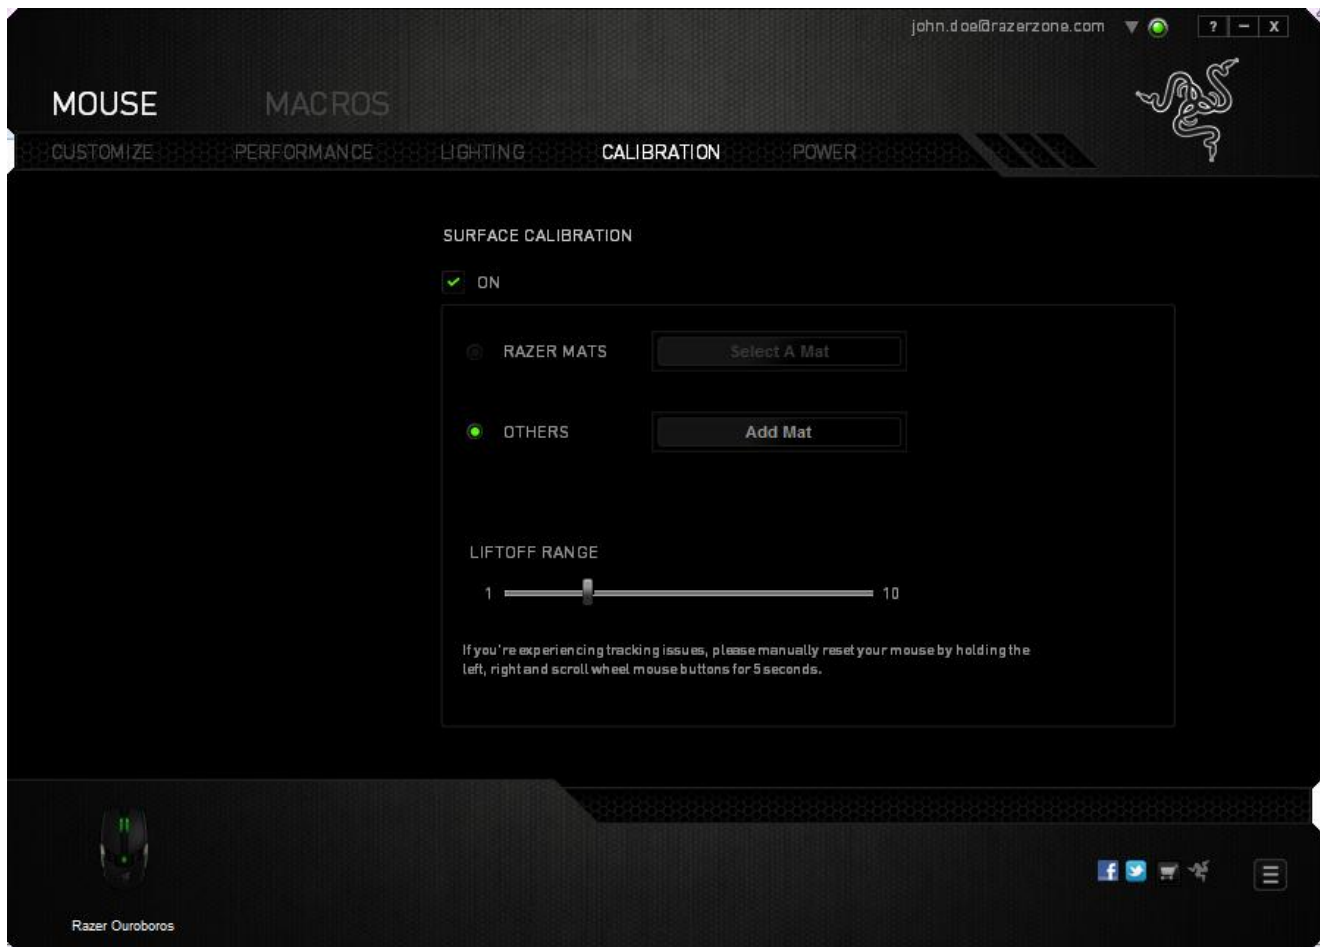 john.doe@razerzone.com
? – X
MOUSE MACROS
CUSTOMIZE PERFORMANCE LIGHTING CALIBRATION POWER
SURFACE CALIBRATION
ON
RAZER MATS Select A Mat
OTHERS Add Mat
LIFTOFF RANGE
1 10
If you're experiencing tracking issues, please manually reset your mouse by holding the
left, right and scroll wheel mouse buttons for 5 seconds.
f
Razer Ouroboros